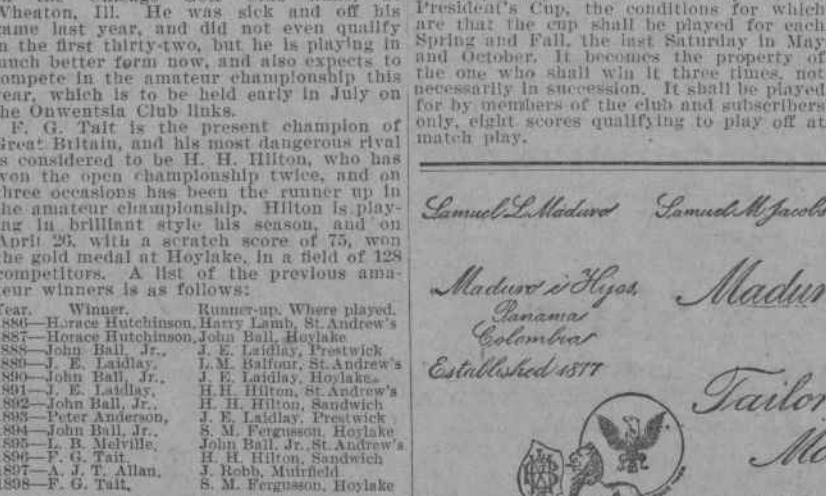 Wheaton, Ill. He was sick and off his
game last year, and did not even qualify
in the first thirty-two, but he is playing in
much better form now, and also expects to
compete in the amateur championship this
year, which is to be held early in July on
the Onwentsia Club links.
F. G. Tait is the present champion of
Great Britain, and his most dangerous rival
is considered to be H. H. Hilton, who has
won the open championship twice, and on
three occasions has been the runner up in
the amateur championship. Hilton is play-
ing in brilliant style his season, and on
April 26, with a scratch score of 75, won
the gold medal at Hoylake, in a field of 128
competitors. A list of the previous ama-
teur winners is as follows:
Year. Winner. Runner-up. Where played.
1886—Horace Hutchinson, Harry Lamb, St. Andrew's
1887—Horace Hutchinson, John Ball, Hoylake
1888—John Ball, Jr., J. E. Laidlay, Prestwick
1889—J. E. Laidlay, L. M. Balfour, St. Andrew's
1890—John Ball, Jr., J. E. Laidlay, Hoylake
1891—J. E. Laidlay, H. H. Hilton, St. Andrew's
1892—John Ball, Jr., H. H. Hilton, Sandwich
1893—Peter Anderson, J. E. Laidlay, Prestwick
1894—John Ball, Jr., S. M. Fergusson, Hoylake
1895—L. B. Melville, John Ball, Jr., St. Andrew's
1896—F. G. Tait, H. H. Hilton, Sandwich
1897—A. J. T. Allan, J. Robb, Muirfield
1898—F. G. Tait, S. M. Fergusson, Hoylake
President's Cup, the conditions for which
are that the cup shall be played for each
Spring and Fall, the last Saturday in May
and October. It becomes the property of
the one who shall win it three times, not
necessarily in succession. It shall be played
for by members of the club and subscribers
only, eight scores qualifying to play off at
match play.
Samuel L. Maduro Samuel M. Jacobs
Maduro é Hijos,
Panama
Colombia
Established 1877
Madur
Tailor